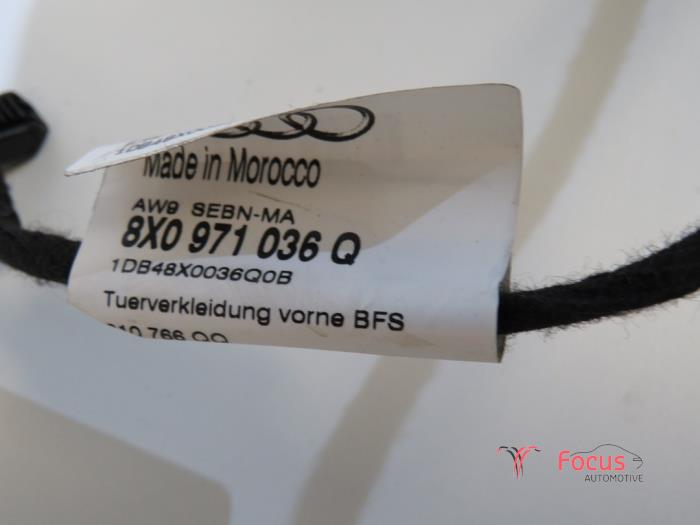 Made in Morocco
AW9 SEBN-MA
8X0 971 036 Q
1DB48X0036Q0B
Tuerverkleidung vorne BFS
Focus
AUTOMOTIVE